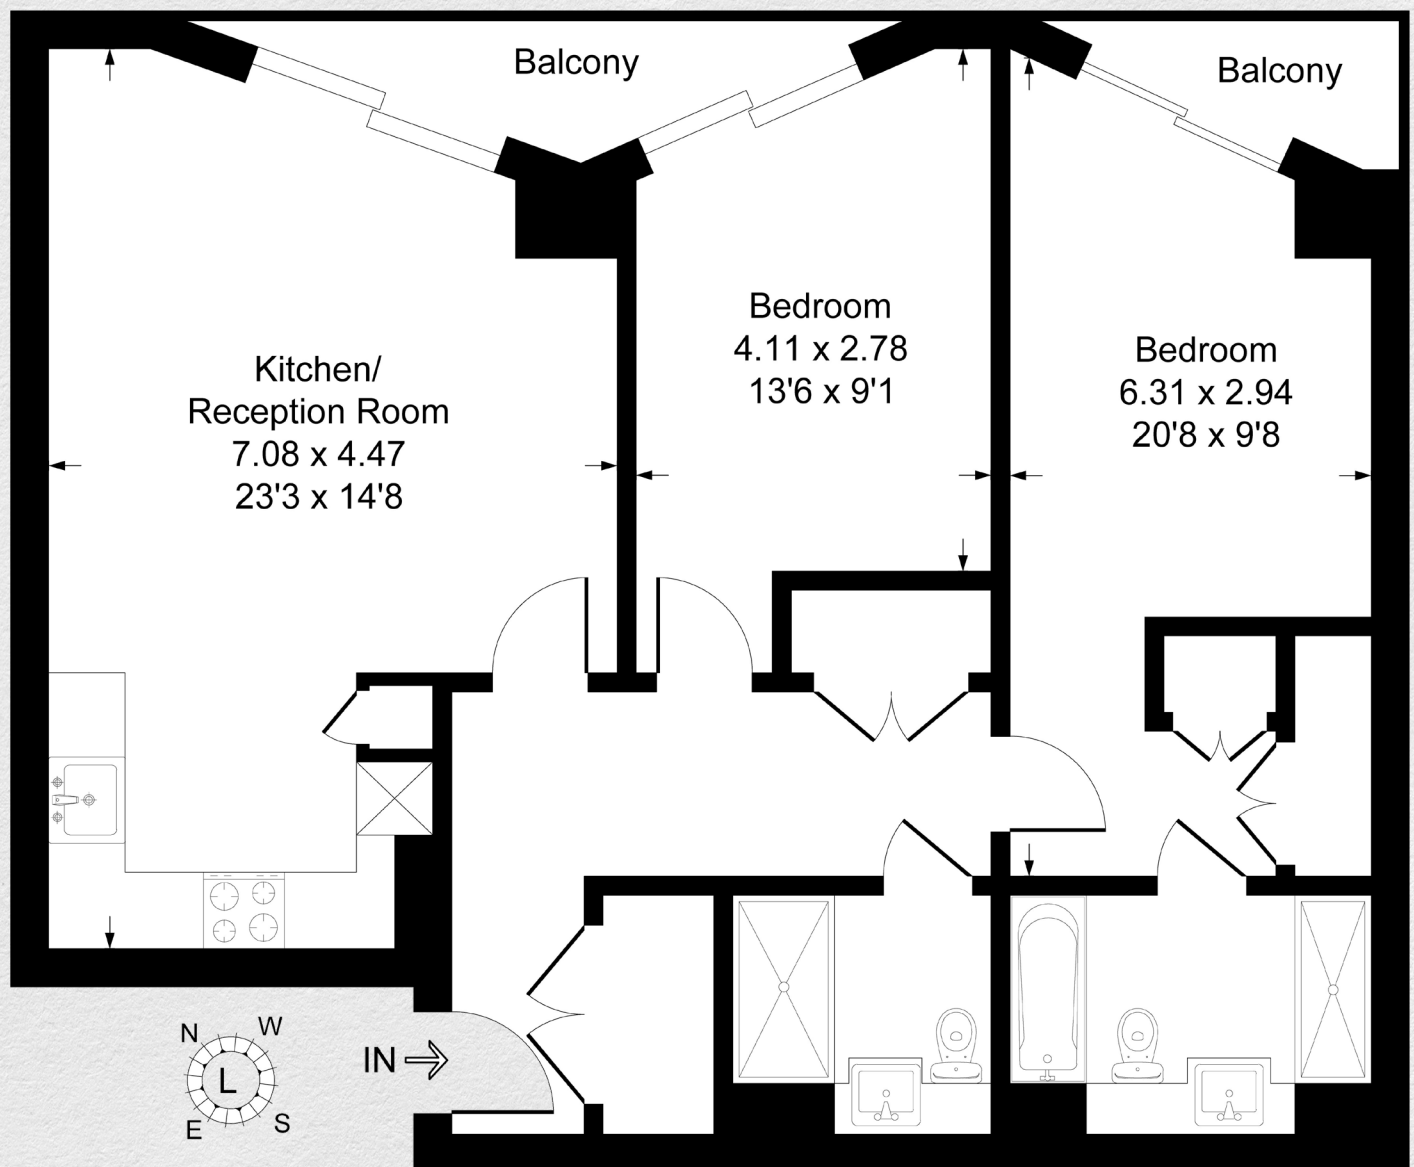 Balcony
Balcony
Kitchen/
Reception Room
7.08 x 4.47
23'3 x 14'8
Bedroom
4.11 x 2.78
13'6 x 9'1
Bedroom
6.31 x 2.94
20'8 x 9'8
N
W
L
E
S
IN